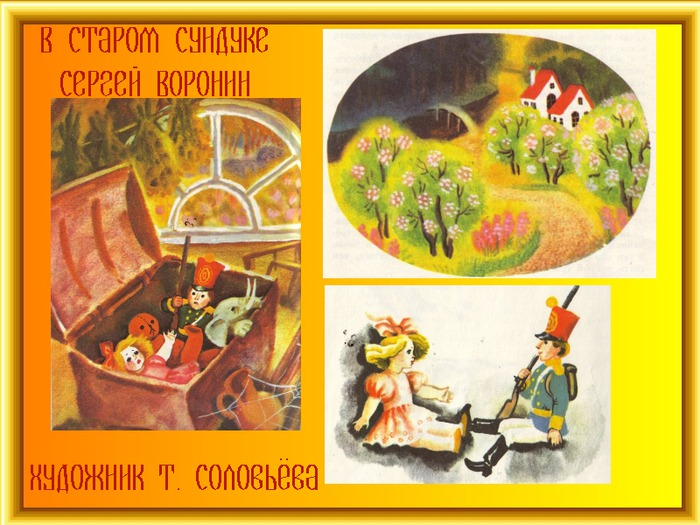 В СТАРОМ СУНДУКЕ
СЕРГЕЙ ВОРОНИН
ХУДОЖНИК Т. СОЛОВЬЁВА